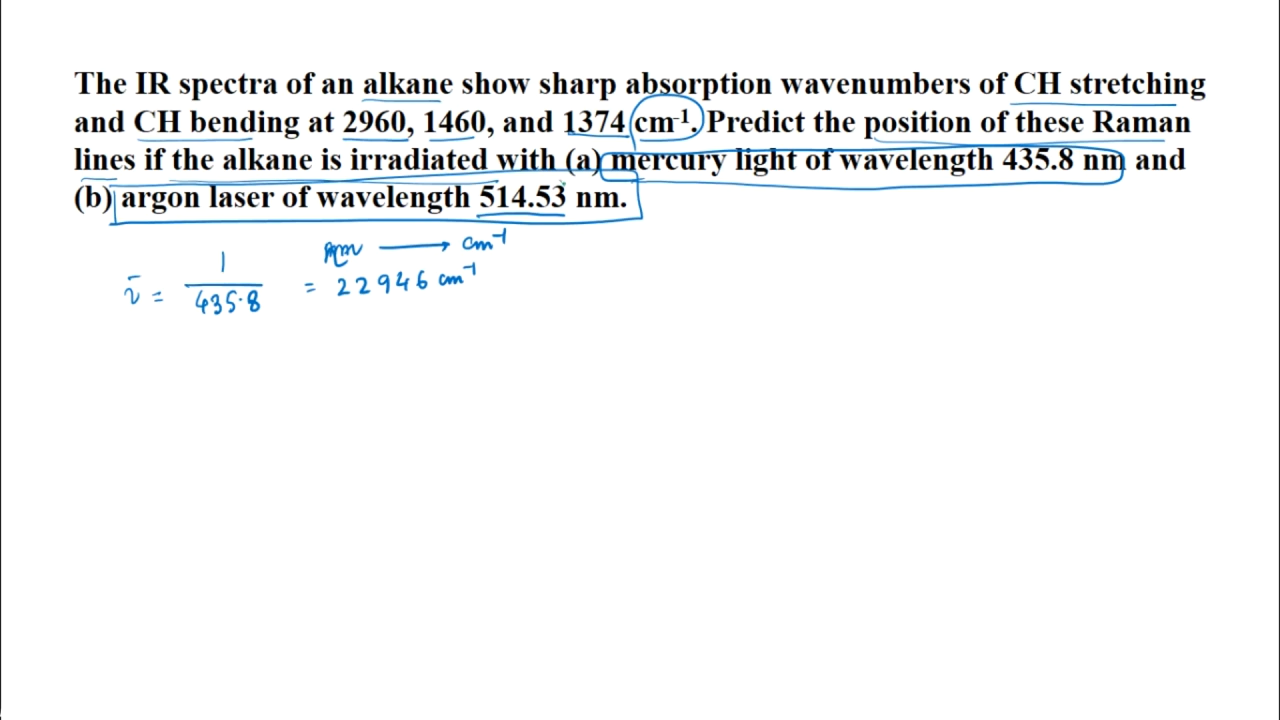 The IR spectra of an alkane show sharp absorption wavenumbers of CH stretching
and CH bending at 2960, 1460, and 1374 cm⁻¹. Predict the position of these Raman
lines if the alkane is irradiated with (a) mercury light of wavelength 435.8 nm and
(b) argon laser of wavelength 514.53 nm.
nm ⟶ cm⁻¹
ν̄ = 1/435.8 = 22946 cm⁻¹